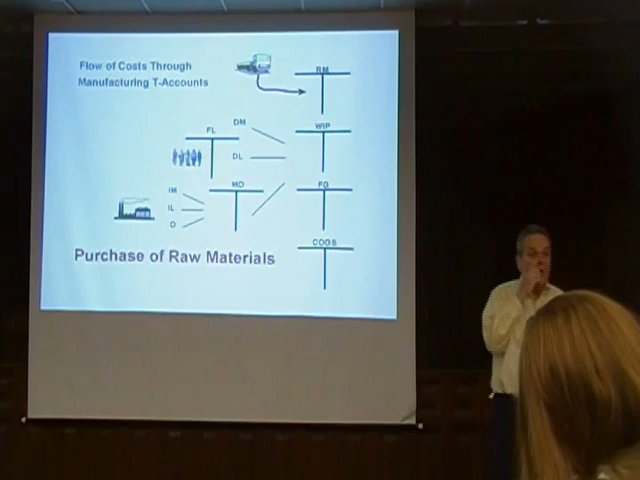 Flow of Costs Through
Manufacturing T-Accounts
RM
DM
WIP
FL
DL
IM
MO
FG
IL
O
COGS
Purchase of Raw Materials